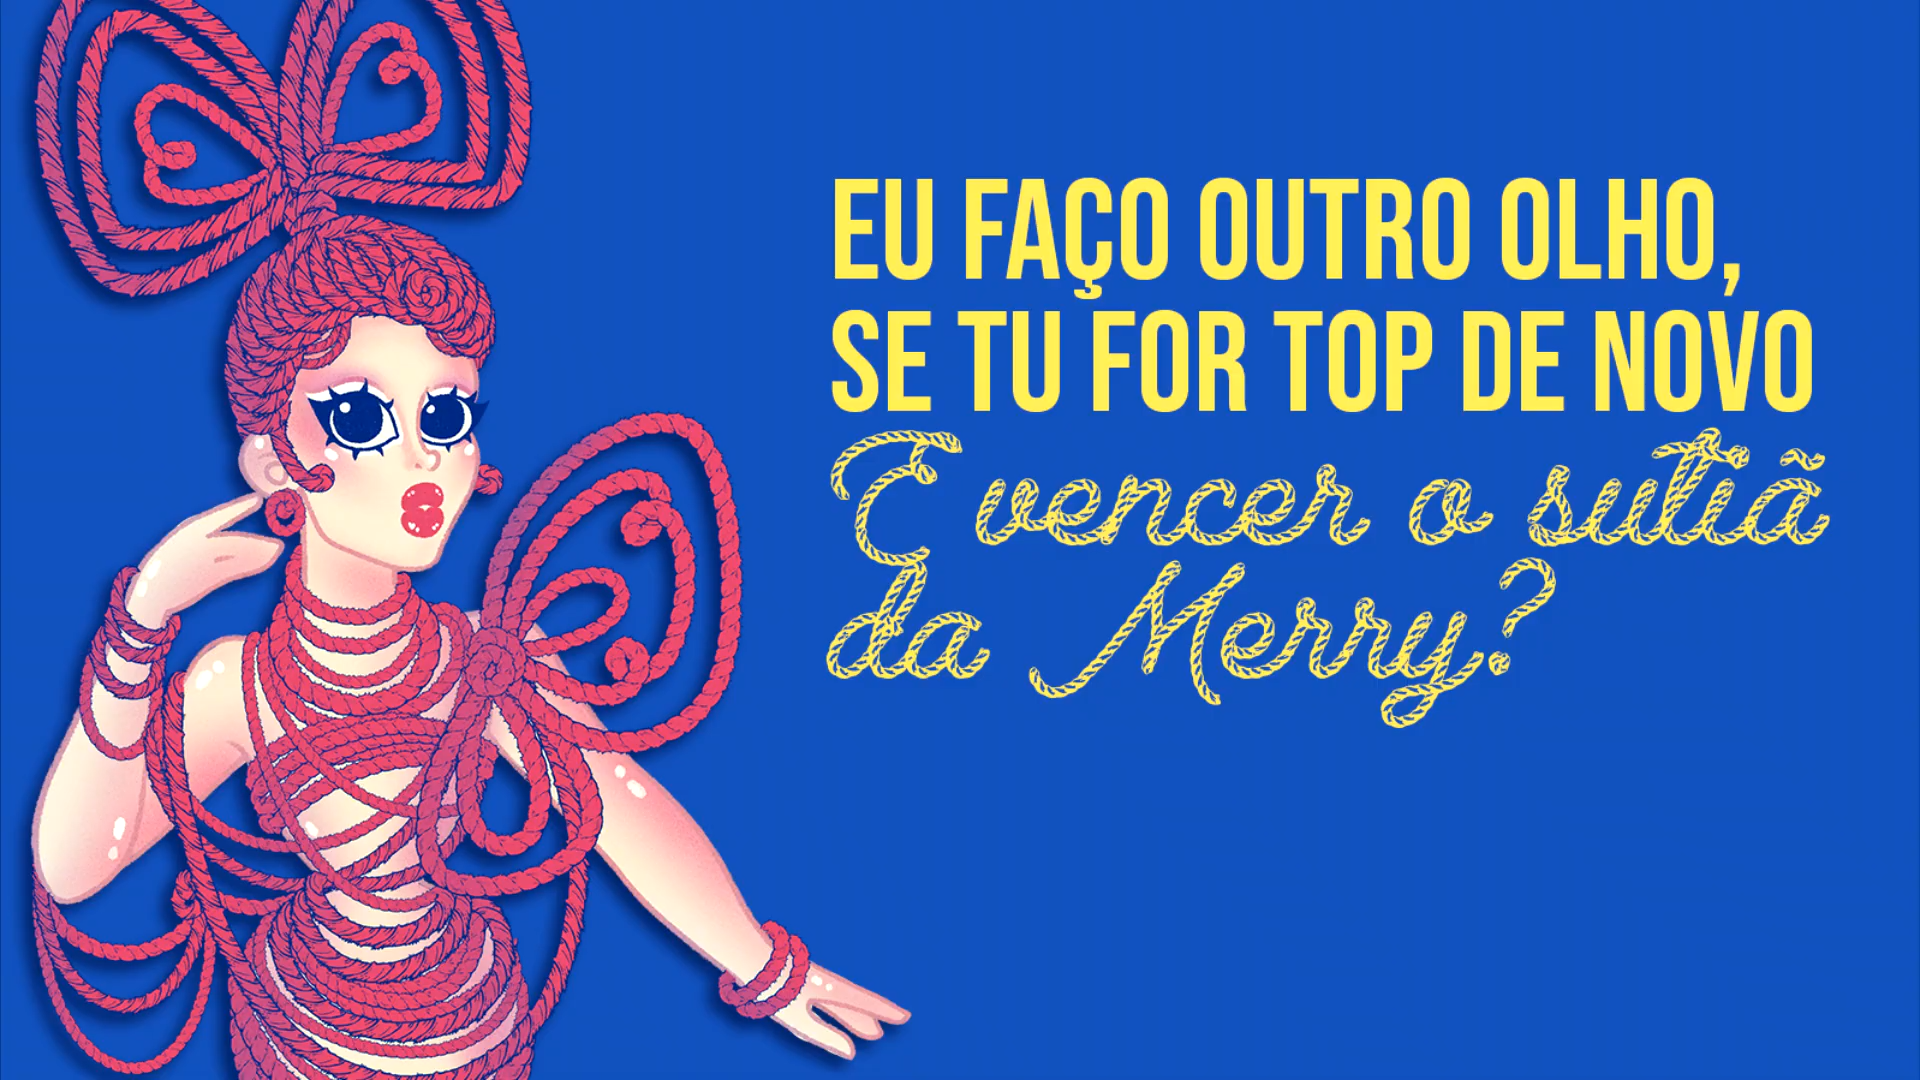 EU FAÇO OUTRO OLHO,
SE TU FOR TOP DE NOVO
E vencer o sutiã
da Merry?